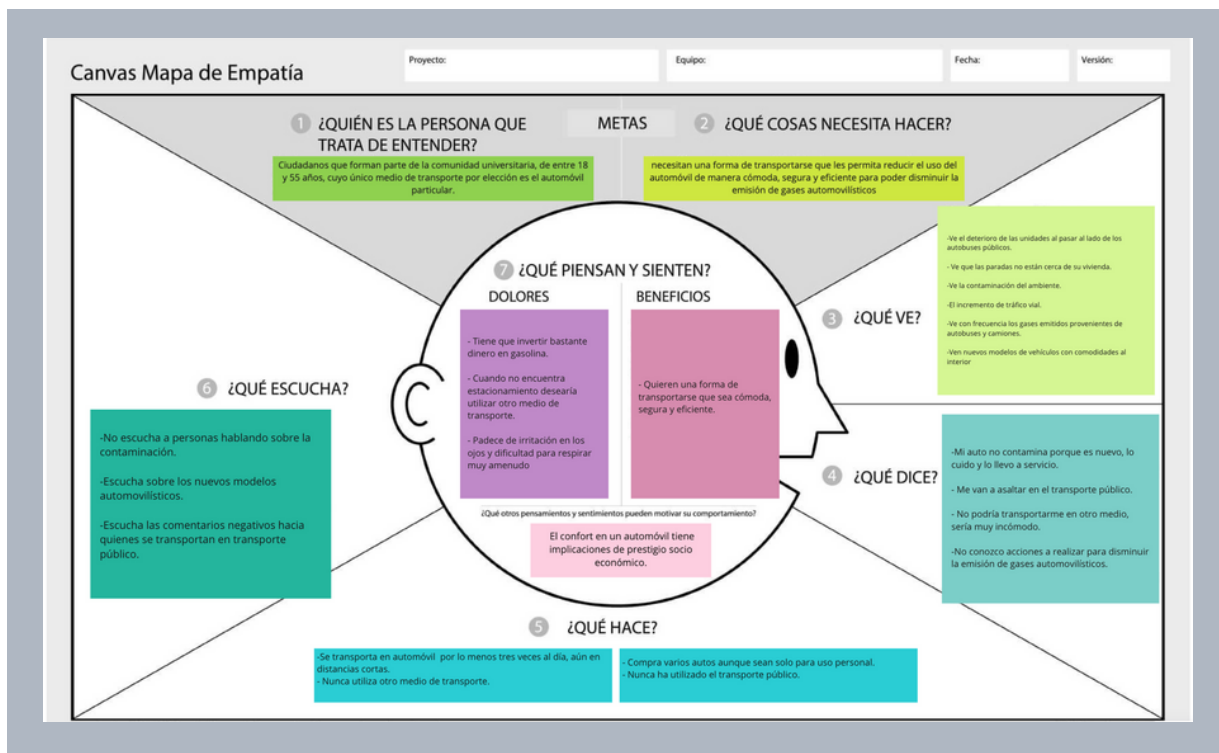 Canvas Mapa de Empatía
Proyecto:
Equipo:
Fecha:
Versión:
1 ¿QUIÉN ES LA PERSONA QUE
TRATA DE ENTENDER?
METAS
2 ¿QUÉ COSAS NECESITA HACER?
Ciudadanos que forman parte de la comunidad universitaria, de entre 18
y 55 años, cuyo único medio de transporte por elección es el automóvil
particular.
necesitan una forma de transportarse que les permita reducir el uso del
automóvil de manera cómoda, segura y eficiente para poder disminuir la
emisión de gases automovilísticos
3 ¿QUÉ VE?
-Ve el deterioro de las unidades al pasar al lado de los
autobuses públicos.
- Ve que las paradas no están cerca de su vivienda.
-Ve la contaminación del ambiente.
-El incremento de tráfico vial.
-Ve con frecuencia los gases emitidos provenientes de
autobuses y camiones.
-Ven nuevos modelos de vehículos con comodidades al
interior
4 ¿QUÉ DICE?
-Mi auto no contamina porque es nuevo, lo
cuido y lo llevo a servicio.
- Me van a asaltar en el transporte público.
- No podría transportarme en otro medio,
sería muy incómodo.
-No conozco acciones a realizar para disminuir
la emisión de gases automovilísticos.
5 ¿QUÉ HACE?
-Se transporta en automóvil por lo menos tres veces al día, aún en
distancias cortas.
- Nunca utiliza otro medio de transporte.
- Compra varios autos aunque sean solo para uso personal.
- Nunca ha utilizado el transporte público.
6 ¿QUÉ ESCUCHA?
-No escucha a personas hablando sobre la
contaminación.
-Escucha sobre los nuevos modelos
automovilísticos.
-Escucha las comentarios negativos hacia
quienes se transportan en transporte
público.
7 ¿QUÉ PIENSAN Y SIENTEN?
DOLORES
- Tiene que invertir bastante
dinero en gasolina.
- Cuando no encuentra
estacionamiento desearía
utilizar otro medio de
transporte.
- Padece de irritación en los
ojos y dificultad para respirar
muy amenudo
BENEFICIOS
- Quieren una forma de
transportarse que sea cómoda,
segura y eficiente.
¿Qué otros pensamientos y sentimientos pueden motivar su comportamiento?
El confort en un automóvil tiene
implicaciones de prestigio socio
económico.